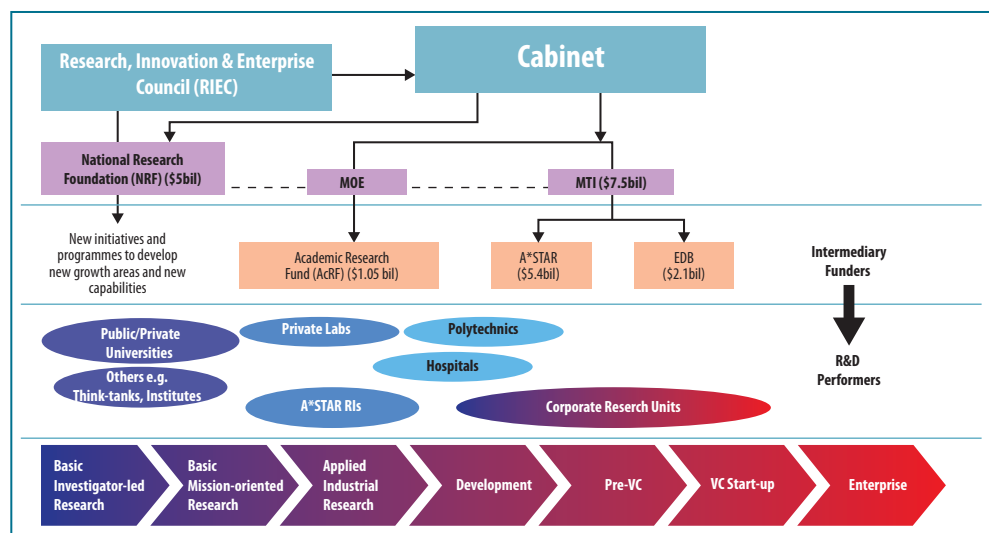 Research, Innovation & Enterprise
Council (RIEC)
Cabinet
National Research
Foundation (NRF) ($5bil)
MOE
MTI ($7.5bil)
New initiatives and
programmes to develop
new growth areas and new
capabilities
Academic Research
Fund (AcRF) ($1.05 bil)
A*STAR
($5.4bil)
EDB
($2.1bil)
Intermediary
Funders
R&D
Performers
Public/Private
Universities
Private Labs
Polytechnics
Hospitals
Others e.g.
Think-tanks, Institutes
A*STAR RIs
Corporate Reserch Units
Basic
Investigator-led
Research
Basic
Mission-oriented
Research
Applied
Industrial
Research
Development
Pre-VC
VC Start-up
Enterprise